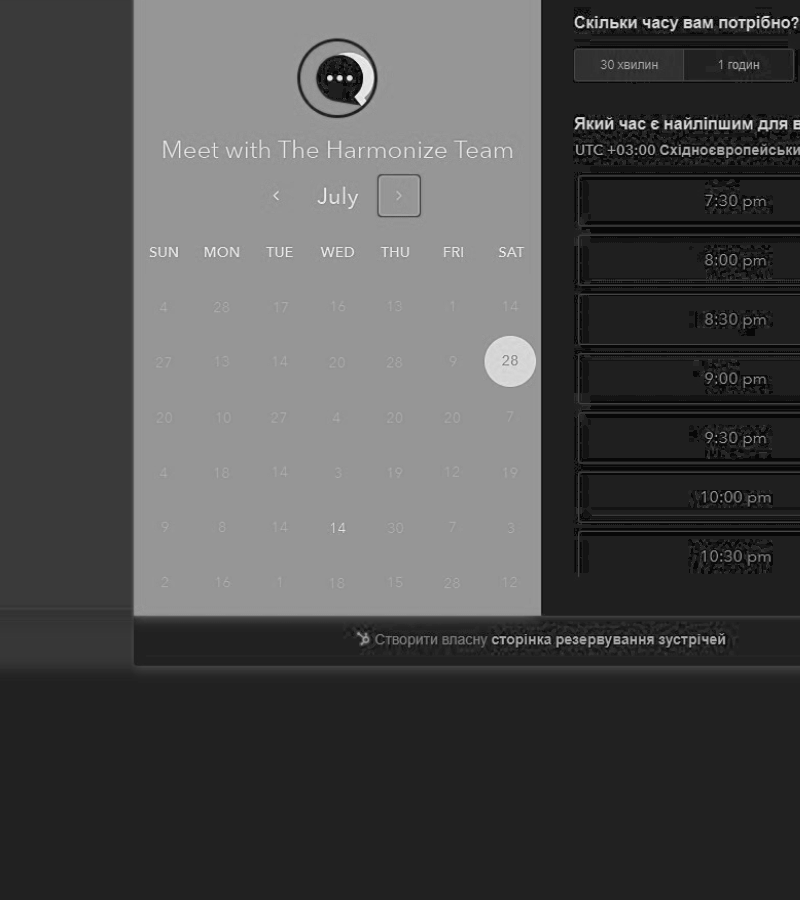 Meet with The Harmonize Team
July
SUN MON TUE WED THU FRI SAT
4 28 17 16 13 1 14
27 13 14 20 28 9 28
20 10 27 4 20 20 7
4 18 14 3 19 12 19
9 8 14 14 30 7 3
2 16 1 18 15 28 12
Скільки часу вам потрібно?
30 хвилин 1 годин
Який час є найліпшим для в
UTC +03:00 Східноєвропейськи
7:30 pm
8:00 pm
8:30 pm
9:00 pm
9:30 pm
10:00 pm
10:30 pm
Створити власну сторінка резервування зустрічей